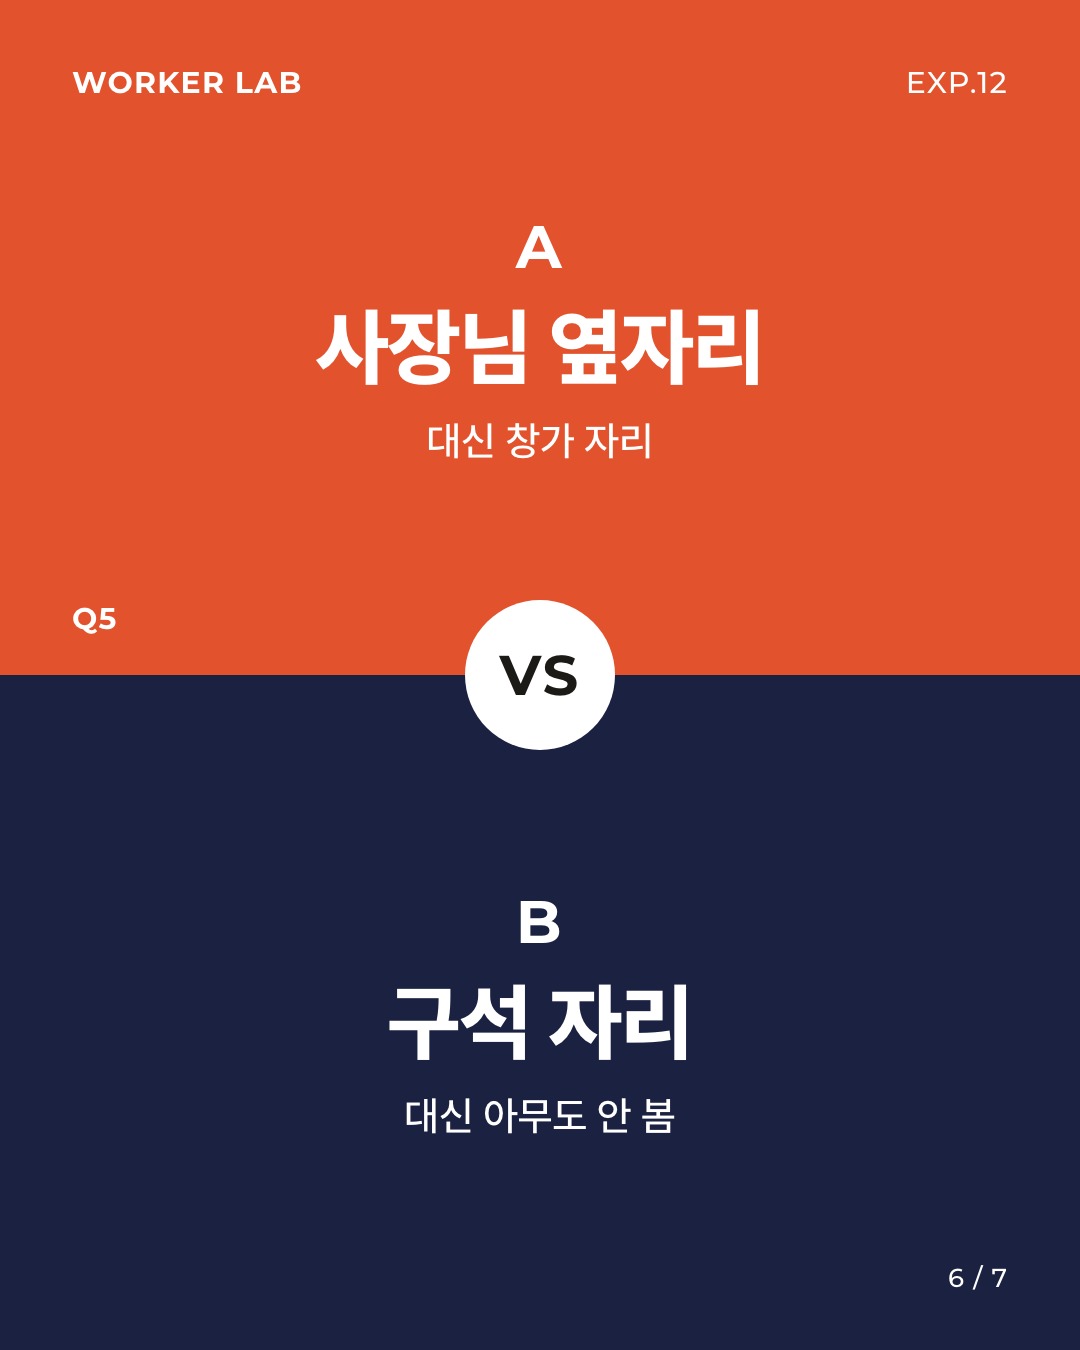 WORKER LAB
EXP.12
A
사장님 옆자리
대신 창가 자리
Q5
VS
B
구석 자리
대신 아무도 안 봄
6 / 7